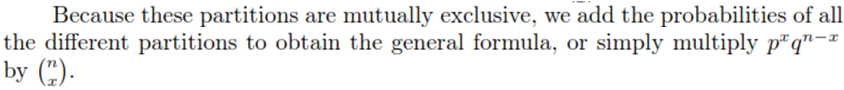 Because these partitions are mutually exclusive, we add the probabilities of all
the different partitions to obtain the general formula, or simply multiply $p^x q^{n-x}$
by $\binom{n}{x}$.